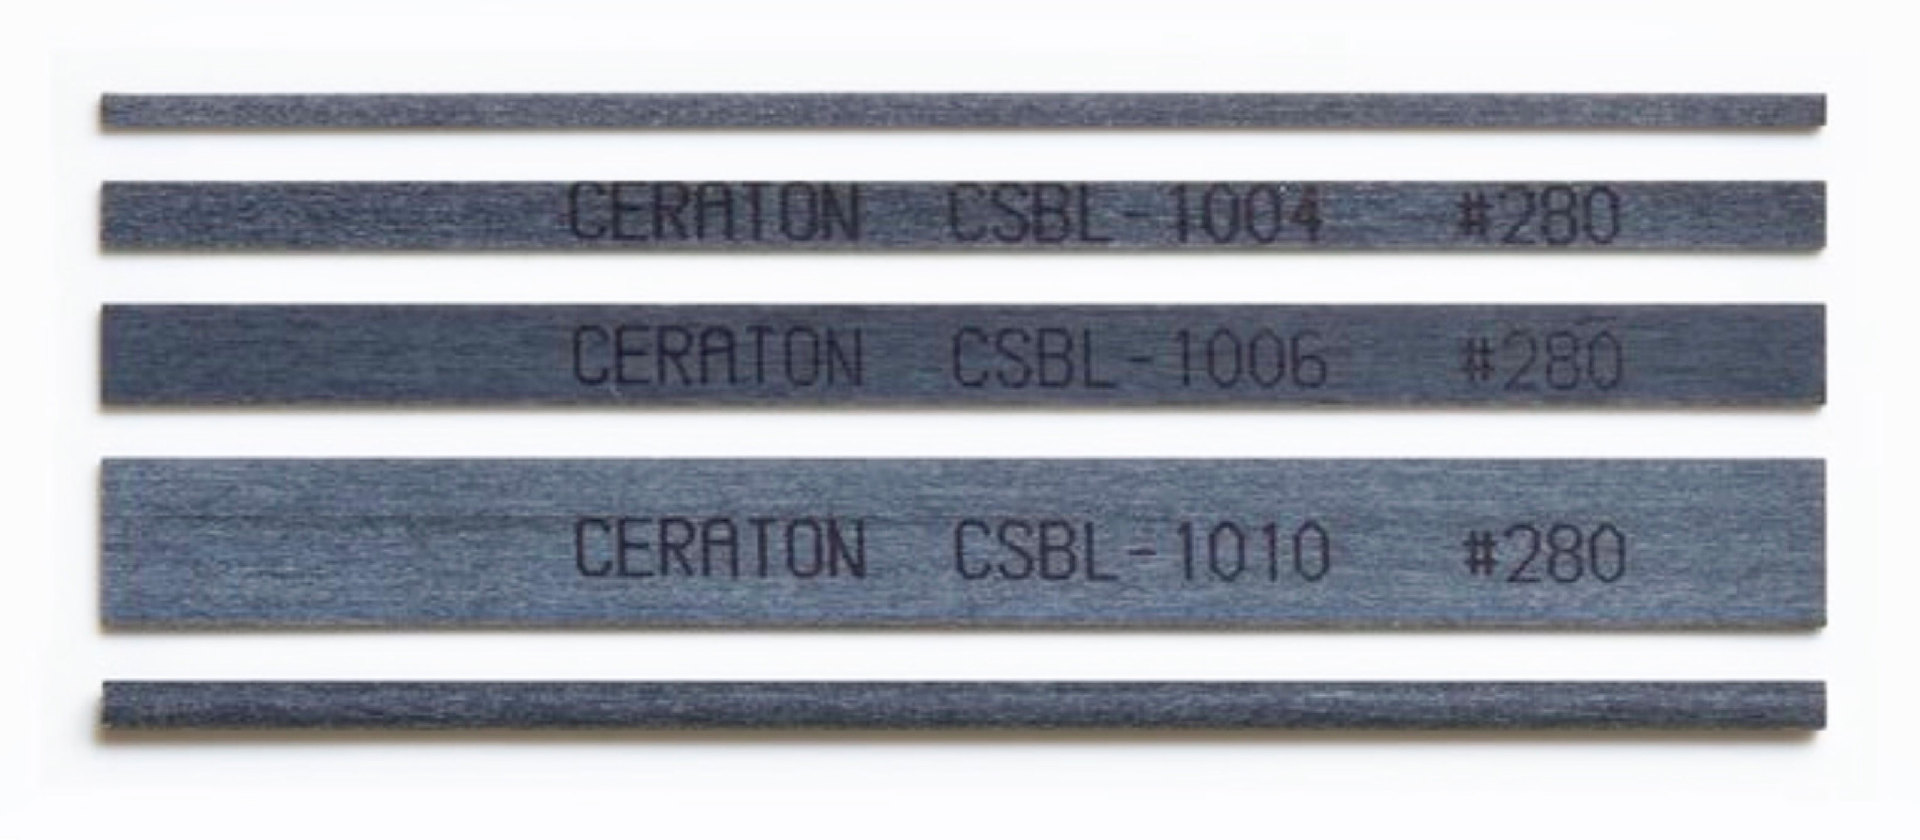 CERATON CSBL-1004 #280
CERATON CSBL-1006 #280
CERATON CSBL-1010 #280